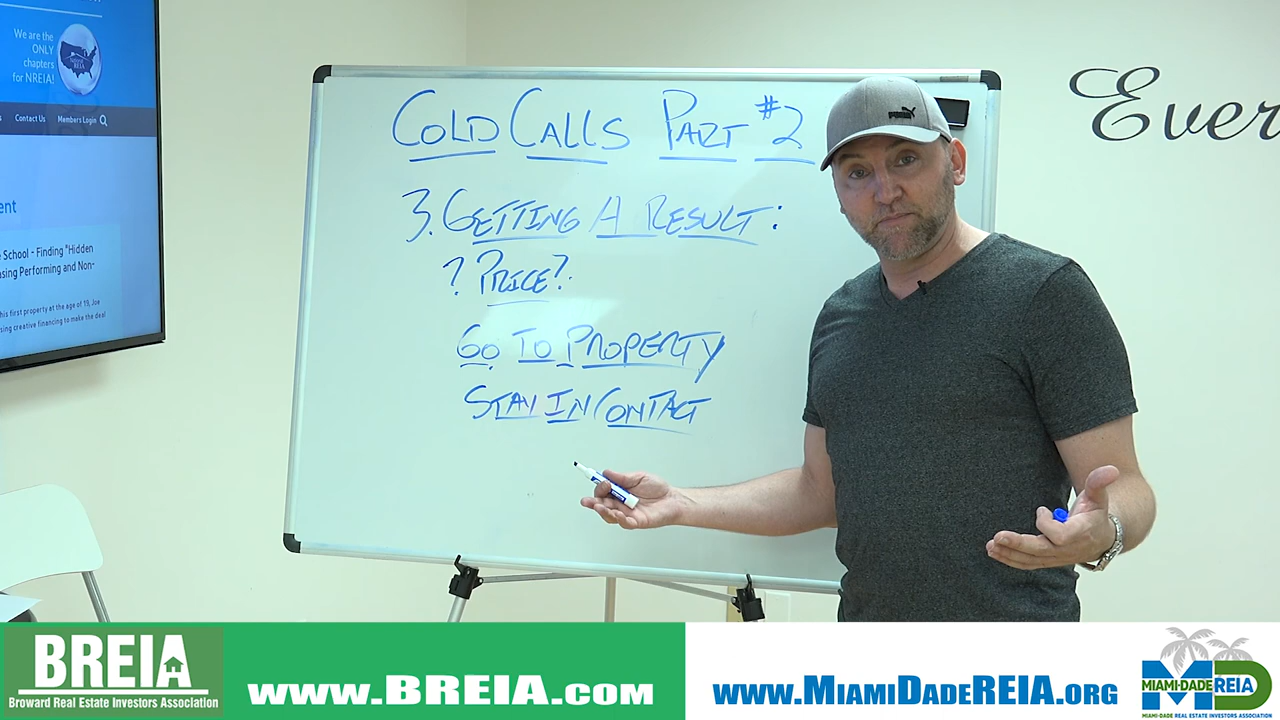 We are the
ONLY
chapters
for NREIA!
Contact Us Members Login
School - Finding "Hidden
Performing and Non-
his first property at the age of 19, Joe
using creative financing to make the deal
COLD CALLS PART #2
3. GETTING A RESULT:
? PRICE?
GO TO PROPERTY
STAY IN CONTACT
PUMA
Ever
BREIA
Broward Real Estate Investors Association
www.BREIA.com
www.MiamiDadeREIA.org
MD
MIAMI-DADE REIA
MIAMI-DADE REAL ESTATE INVESTORS ASSOCIATION